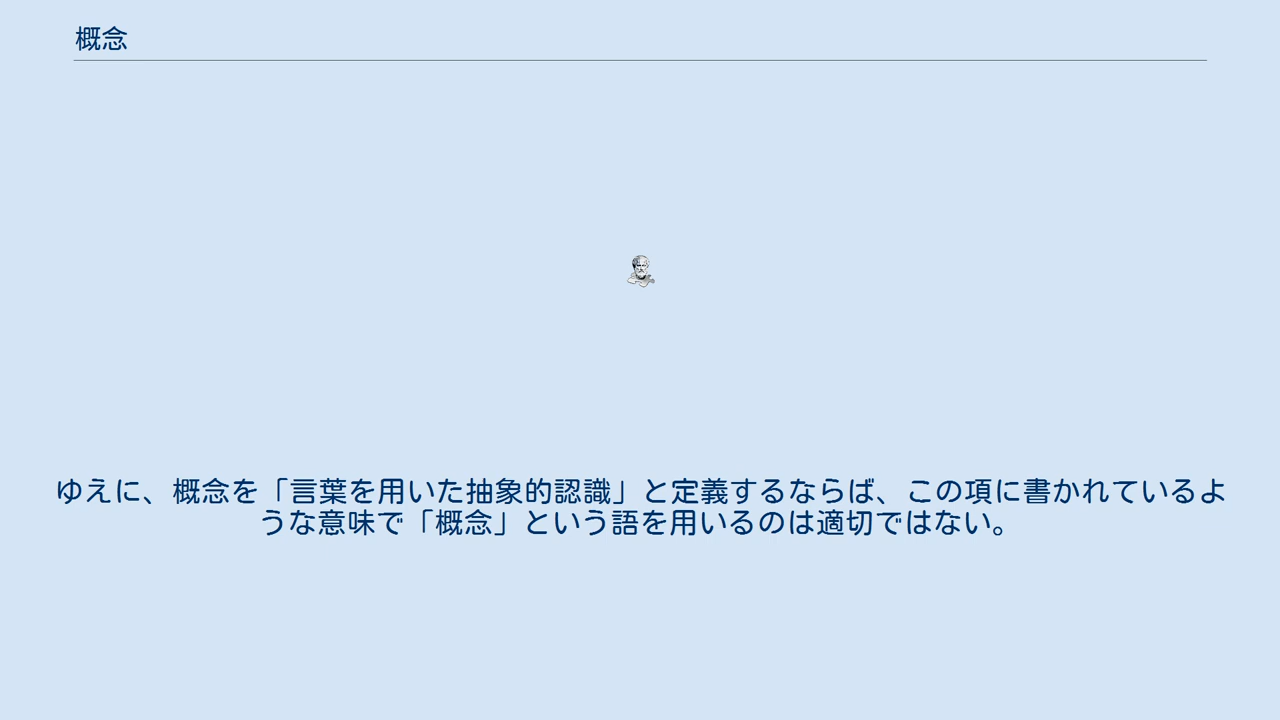 概念
ゆえに、概念を「言葉を用いた抽象的認識」と定義するならば、この項に書かれているよ
うな意味で「概念」という語を用いるのは適切ではない。